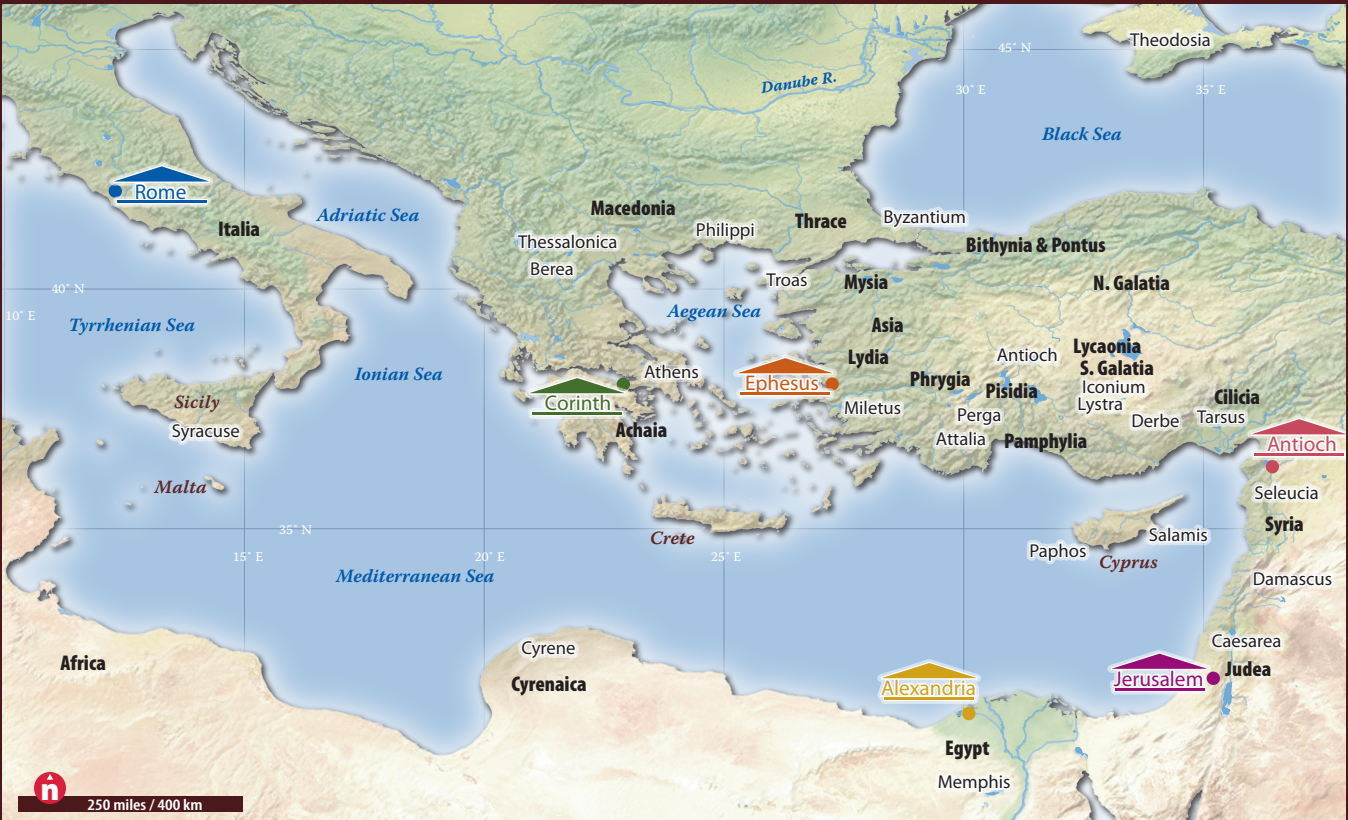 Theodosia
45° N
Danube R.
30° E
35° E
Black Sea
Rome
Macedonia
Adriatic Sea
Italia
Thrace
Byzantium
Philippi
Thessalonica
Bithynia & Pontus
Berea
Troas
Mysia
N. Galatia
40° N
10° E
Aegean Sea
Tyrrhenian Sea
Asia
Lycaonia
Antioch
Lydia
S. Galatia
Ionian Sea
Athens
Ephesus
Phrygia
Pisidia
Iconium
Corinth
Sicily
Miletus
Lystra
Cilicia
Perga
Tarsus
Derbe
Syracuse
Achaia
Attalia
Pamphylia
Antioch
Malta
Seleucia
35° N
Syria
Crete
Salamis
Paphos
Cyprus
15° E
20° E
25° E
Mediterranean Sea
Damascus
Cyrene
Caesarea
Africa
Judea
Cyrenaica
Alexandria
Jerusalem
Egypt
Memphis
n
250 miles / 400 km